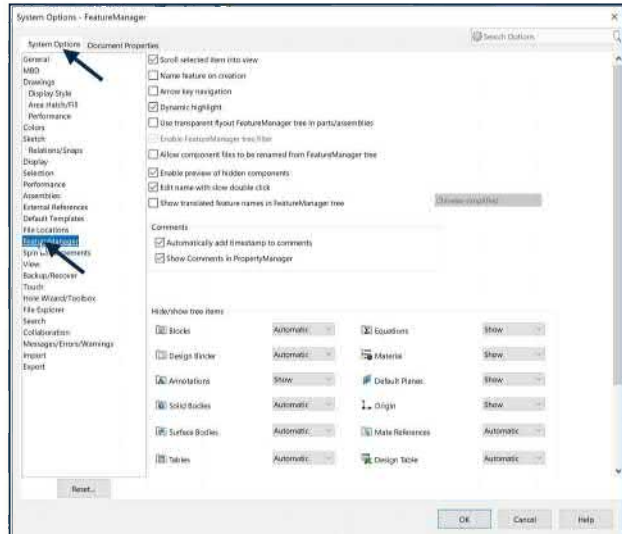 System Options - FeatureManager
Search Options
System Options Document Properties
General
MBD
Drawings
Display Style
Area Hatch/Fill
Performance
Colors
Sketch
Relations/Snaps
Display
Selection
Performance
Assemblies
External References
Default Templates
File Locations
FeatureManager
Spin Increments
View
Backup/Recover
Touch
Hole Wizard/Toolbox
File Explorer
Search
Collaboration
Messages/Errors/Warnings
Import
Export
Reset...
Scroll selected item into view
Name feature on creation
Arrow key navigation
Dynamic highlight
Use transparent flyout FeatureManager tree in parts/assemblies
Enable FeatureManager tree filter
Allow component files to be renamed from FeatureManager tree
Enable preview of hidden components
Edit name with slow double click
Show translated feature names in FeatureManager tree
Chinese-simplified
Comments
Automatically add timestamp to comments
Show Comments in PropertyManager
Hide/show tree items
Blocks Automatic Equations Show
Design Binder Automatic Material Show
Annotations Show Default Planes Show
Solid Bodies Automatic Origin Show
Surface Bodies Automatic Mate References Automatic
Tables Automatic Design Table Automatic
OK Cancel Help